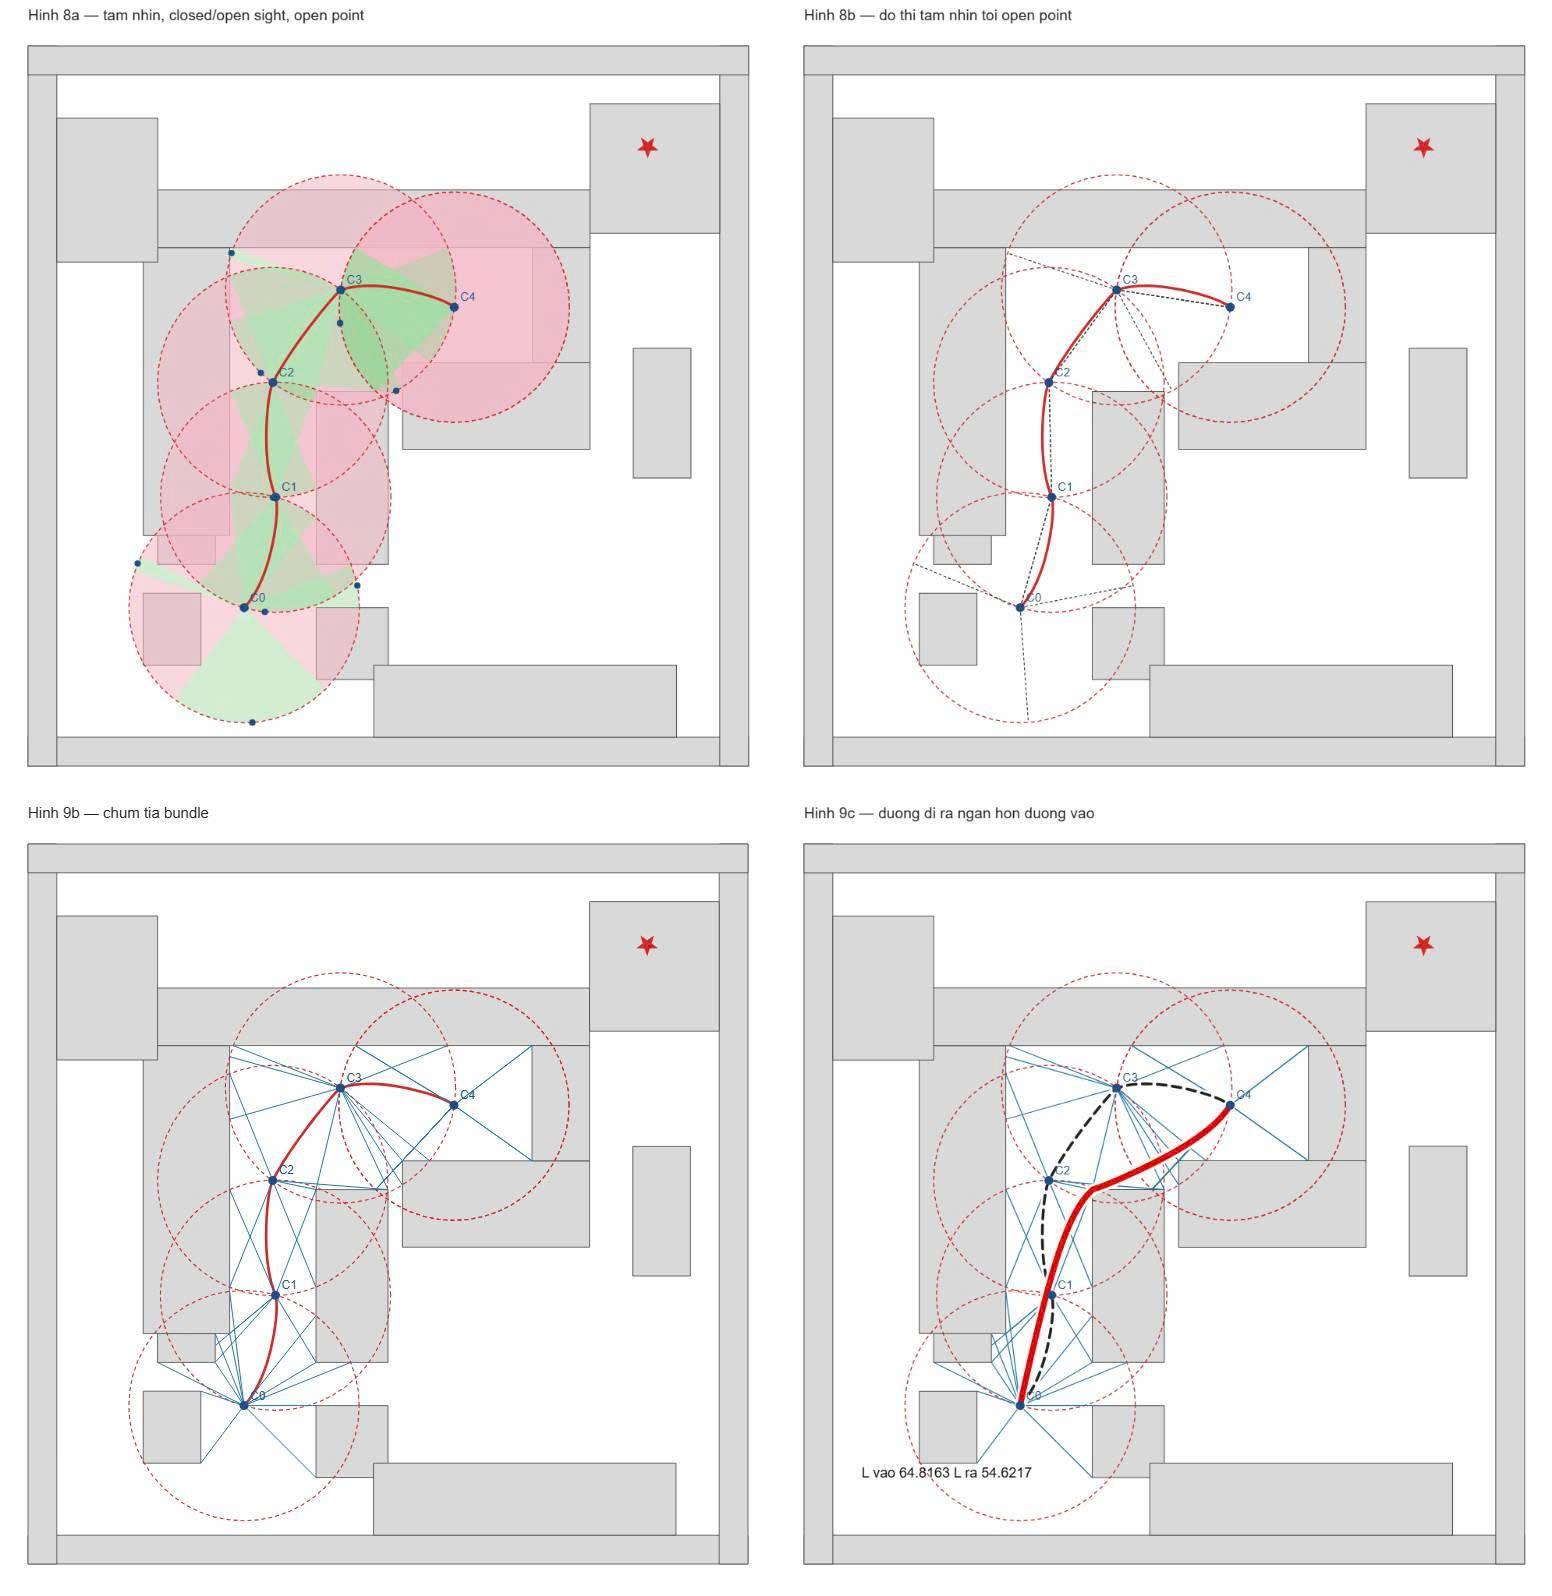 Hinh 8a — tam nhin, closed/open sight, open point
Hinh 8b — do thi tam nhin toi open point
C3
C4
C2
C1
C0
C3
C4
C2
C1
C0
Hinh 9b — chum tia bundle
Hinh 9c — duong di ra ngan hon duong vao
C3
C4
C2
C1
C0
C3
C4
C2
C1
C0
L vao 64.8163 L ra 54.6217